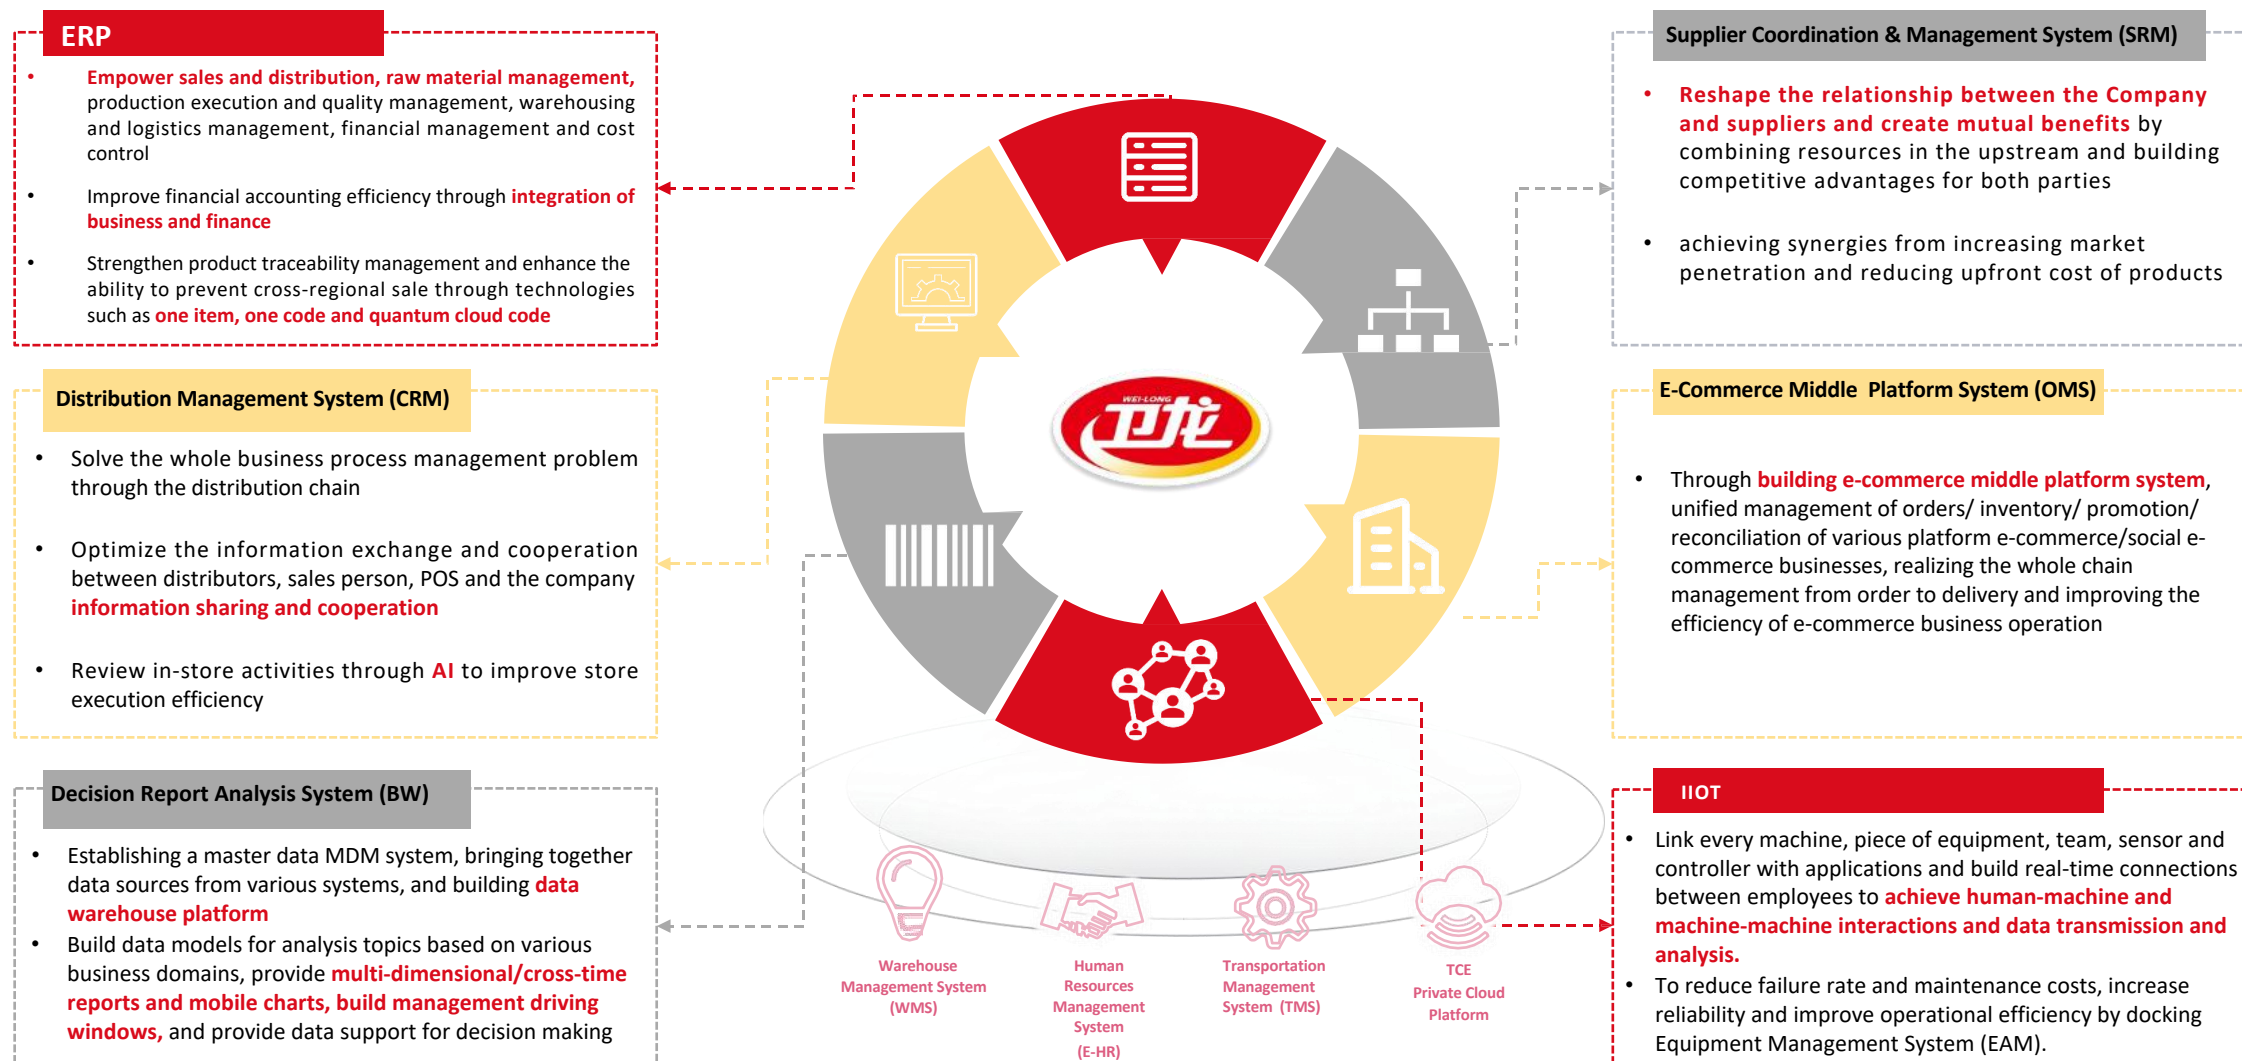 ERP
• Empower sales and distribution, raw material management,
production execution and quality management, warehousing
and logistics management, financial management and cost
control
• Improve financial accounting efficiency through integration of
business and finance
• Strengthen product traceability management and enhance the
ability to prevent cross-regional sale through technologies
such as one item, one code and quantum cloud code
Distribution Management System (CRM)
• Solve the whole business process management problem
through the distribution chain
• Optimize the information exchange and cooperation
between distributors, sales person, POS and the company
information sharing and cooperation
• Review in-store activities through AI to improve store
execution efficiency
Decision Report Analysis System (BW)
• Establishing a master data MDM system, bringing together
data sources from various systems, and building data
warehouse platform
• Build data models for analysis topics based on various
business domains, provide multi-dimensional/cross-time
reports and mobile charts, build management driving
windows, and provide data support for decision making
WEI-LONG
卫龙
Warehouse
Management System
(WMS)
Human
Resources
Management
System
(E-HR)
Transportation
Management
System (TMS)
TCE
Private Cloud
Platform
Supplier Coordination & Management System (SRM)
• Reshape the relationship between the Company
and suppliers and create mutual benefits by
combining resources in the upstream and building
competitive advantages for both parties
• achieving synergies from increasing market
penetration and reducing upfront cost of products
E-Commerce Middle Platform System (OMS)
• Through building e-commerce middle platform system,
unified management of orders/ inventory/ promotion/
reconciliation of various platform e-commerce/social e-
commerce businesses, realizing the whole chain
management from order to delivery and improving the
efficiency of e-commerce business operation
IIOT
• Link every machine, piece of equipment, team, sensor and
controller with applications and build real-time connections
between employees to achieve human-machine and
machine-machine interactions and data transmission and
analysis.
• To reduce failure rate and maintenance costs, increase
reliability and improve operational efficiency by docking
Equipment Management System (EAM).